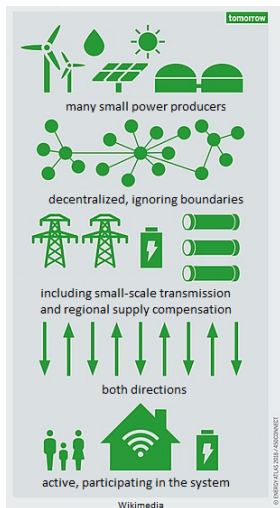 tomorrow
many small power producers
decentralized, ignoring boundaries
including small-scale transmission
and regional supply compensation
both directions
active, participating in the system
© ENERGY ATLAS 2018 / 450CONNECT
Wikimedia